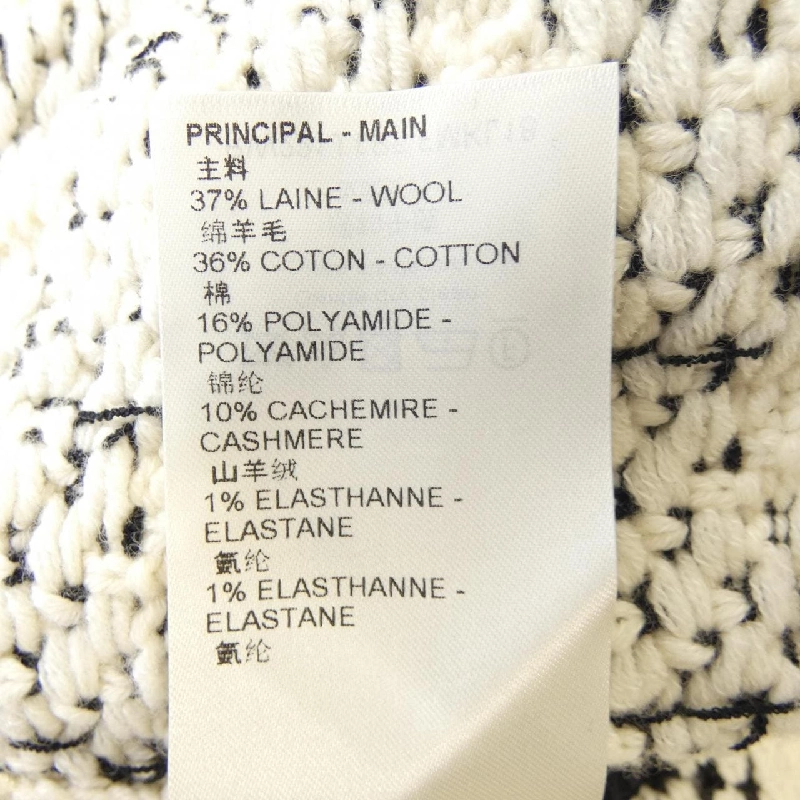 PRINCIPAL - MAIN
主料
37% LAINE - WOOL
绵羊毛
36% COTON - COTTON
棉
16% POLYAMIDE -
POLYAMIDE
锦纶
10% CACHEMIRE -
CASHMERE
山羊绒
1% ELASTHANNE -
ELASTANE
氨纶
1% ELASTHANNE -
ELASTANE
氨纶